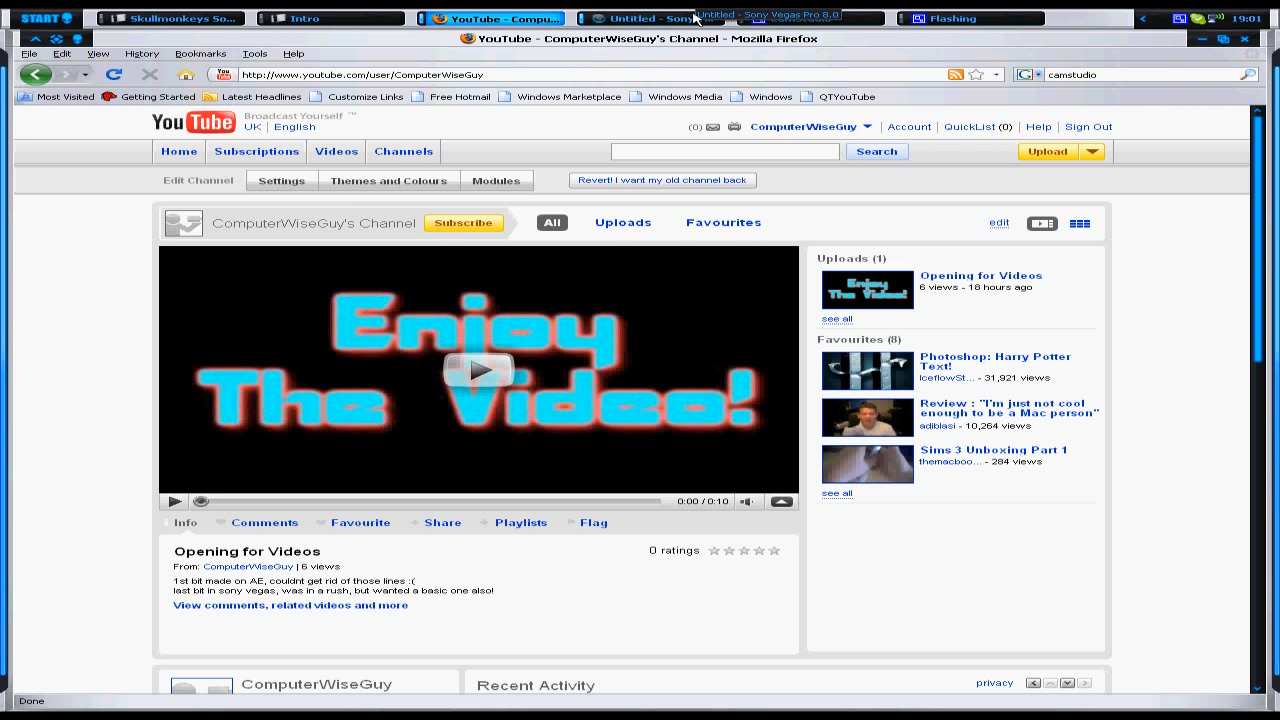 START
Skullmonkeys So...
Intro
YouTube - Compu...
Untitled - Sony
Untitled - Sony Vegas Pro 8.0
Flashing
19:01
YouTube - ComputerWiseGuy's Channel - Mozilla Firefox
File Edit View History Bookmarks Tools Help
http://www.youtube.com/user/ComputerWiseGuy
camstudio
Most Visited Getting Started Latest Headlines Customize Links Free Hotmail Windows Marketplace Windows Media Windows QTYouTube
YouTube
Broadcast Yourself ™
UK | English
(0) ComputerWiseGuy | Account | QuickList (0) | Help | Sign Out
Home Subscriptions Videos Channels Search Upload
Edit Channel Settings Themes and Colours Modules Revert! I want my old channel back
ComputerWiseGuy's Channel Subscribe All Uploads Favourites edit
Enjoy
The Video!
0:00 / 0:10
Info Comments Favourite Share Playlists Flag
Opening for Videos
0 ratings
From: ComputerWiseGuy | 6 views
1st bit made on AE, couldnt get rid of those lines :(
last bit in sony vegas, was in a rush, but wanted a basic one also!
View comments, related videos and more
Uploads (1)
Enjoy
The Video!
Opening for Videos
6 views - 18 hours ago
see all
Favourites (8)
Photoshop: Harry Potter
Text!
IceflowSt... - 31,921 views
Review : "I'm just not cool
enough to be a Mac person"
adiblasi - 10,264 views
Sims 3 Unboxing Part 1
themacboo... - 284 views
see all
ComputerWiseGuy
Recent Activity
privacy
Done